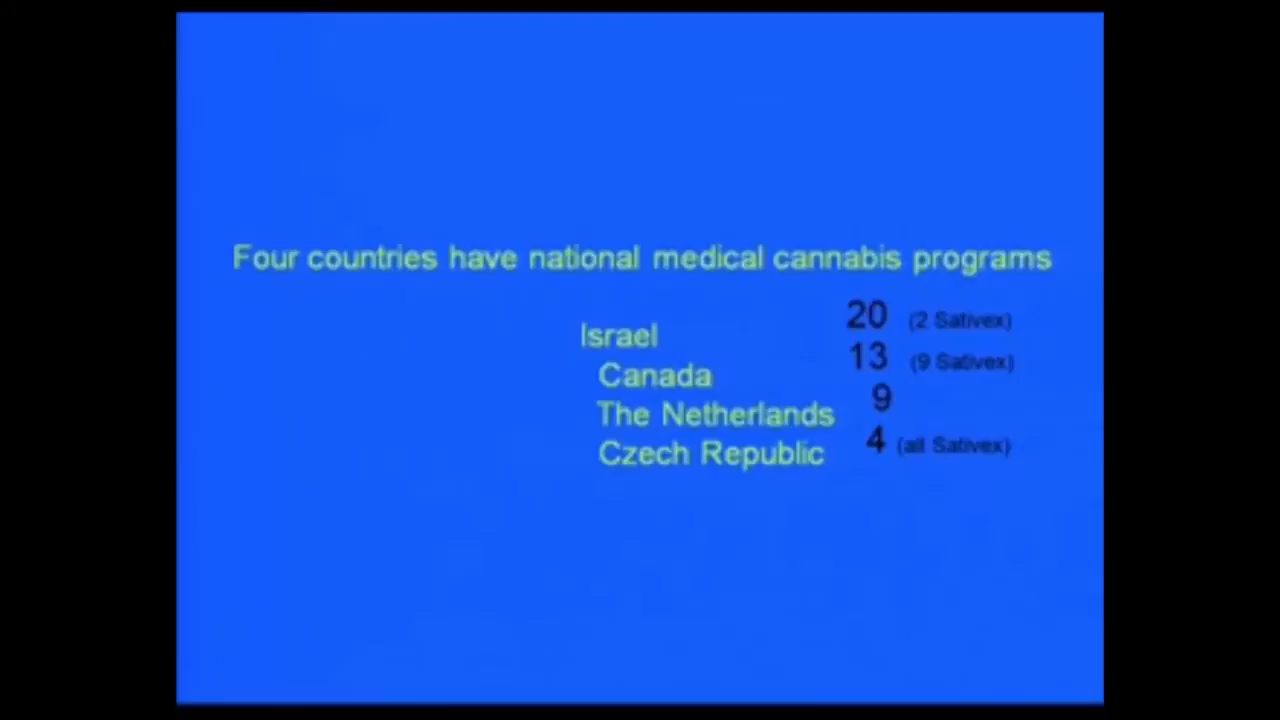 Four countries have national medical cannabis programs
Israel 20 (2 Sativex)
Canada 13 (9 Sativex)
The Netherlands 9
Czech Republic 4 (all Sativex)